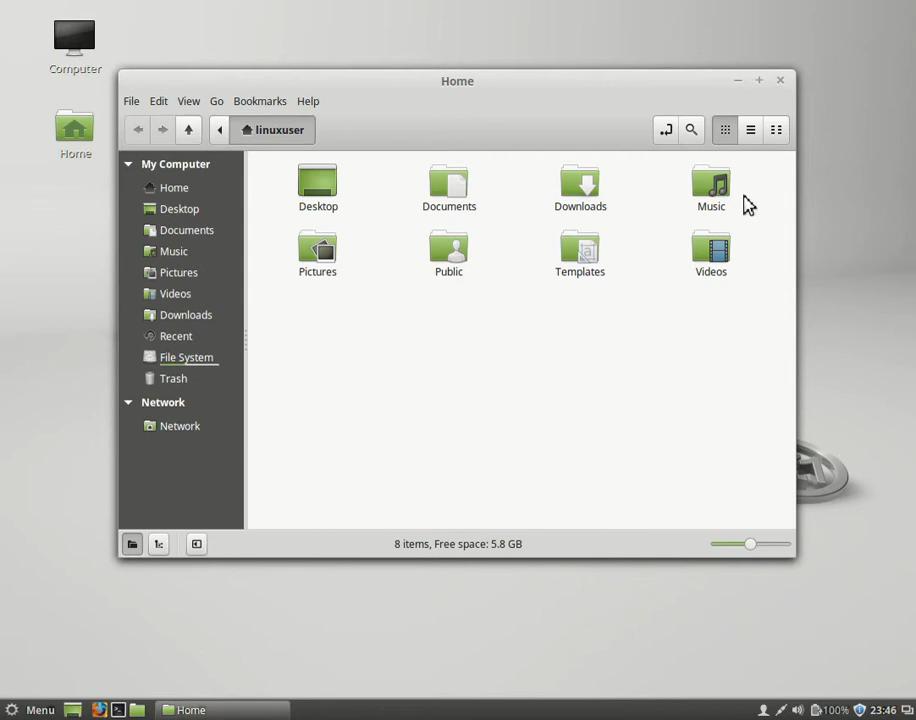 Computer
Home
Home
File Edit View Go Bookmarks Help
linuxuser
My Computer
Home
Desktop
Documents
Music
Pictures
Videos
Downloads
Recent
File System
Trash
Network
Network
Desktop Documents Downloads Music
Pictures Public Templates Videos
8 items, Free space: 5.8 GB
Menu Home 100% 23:46